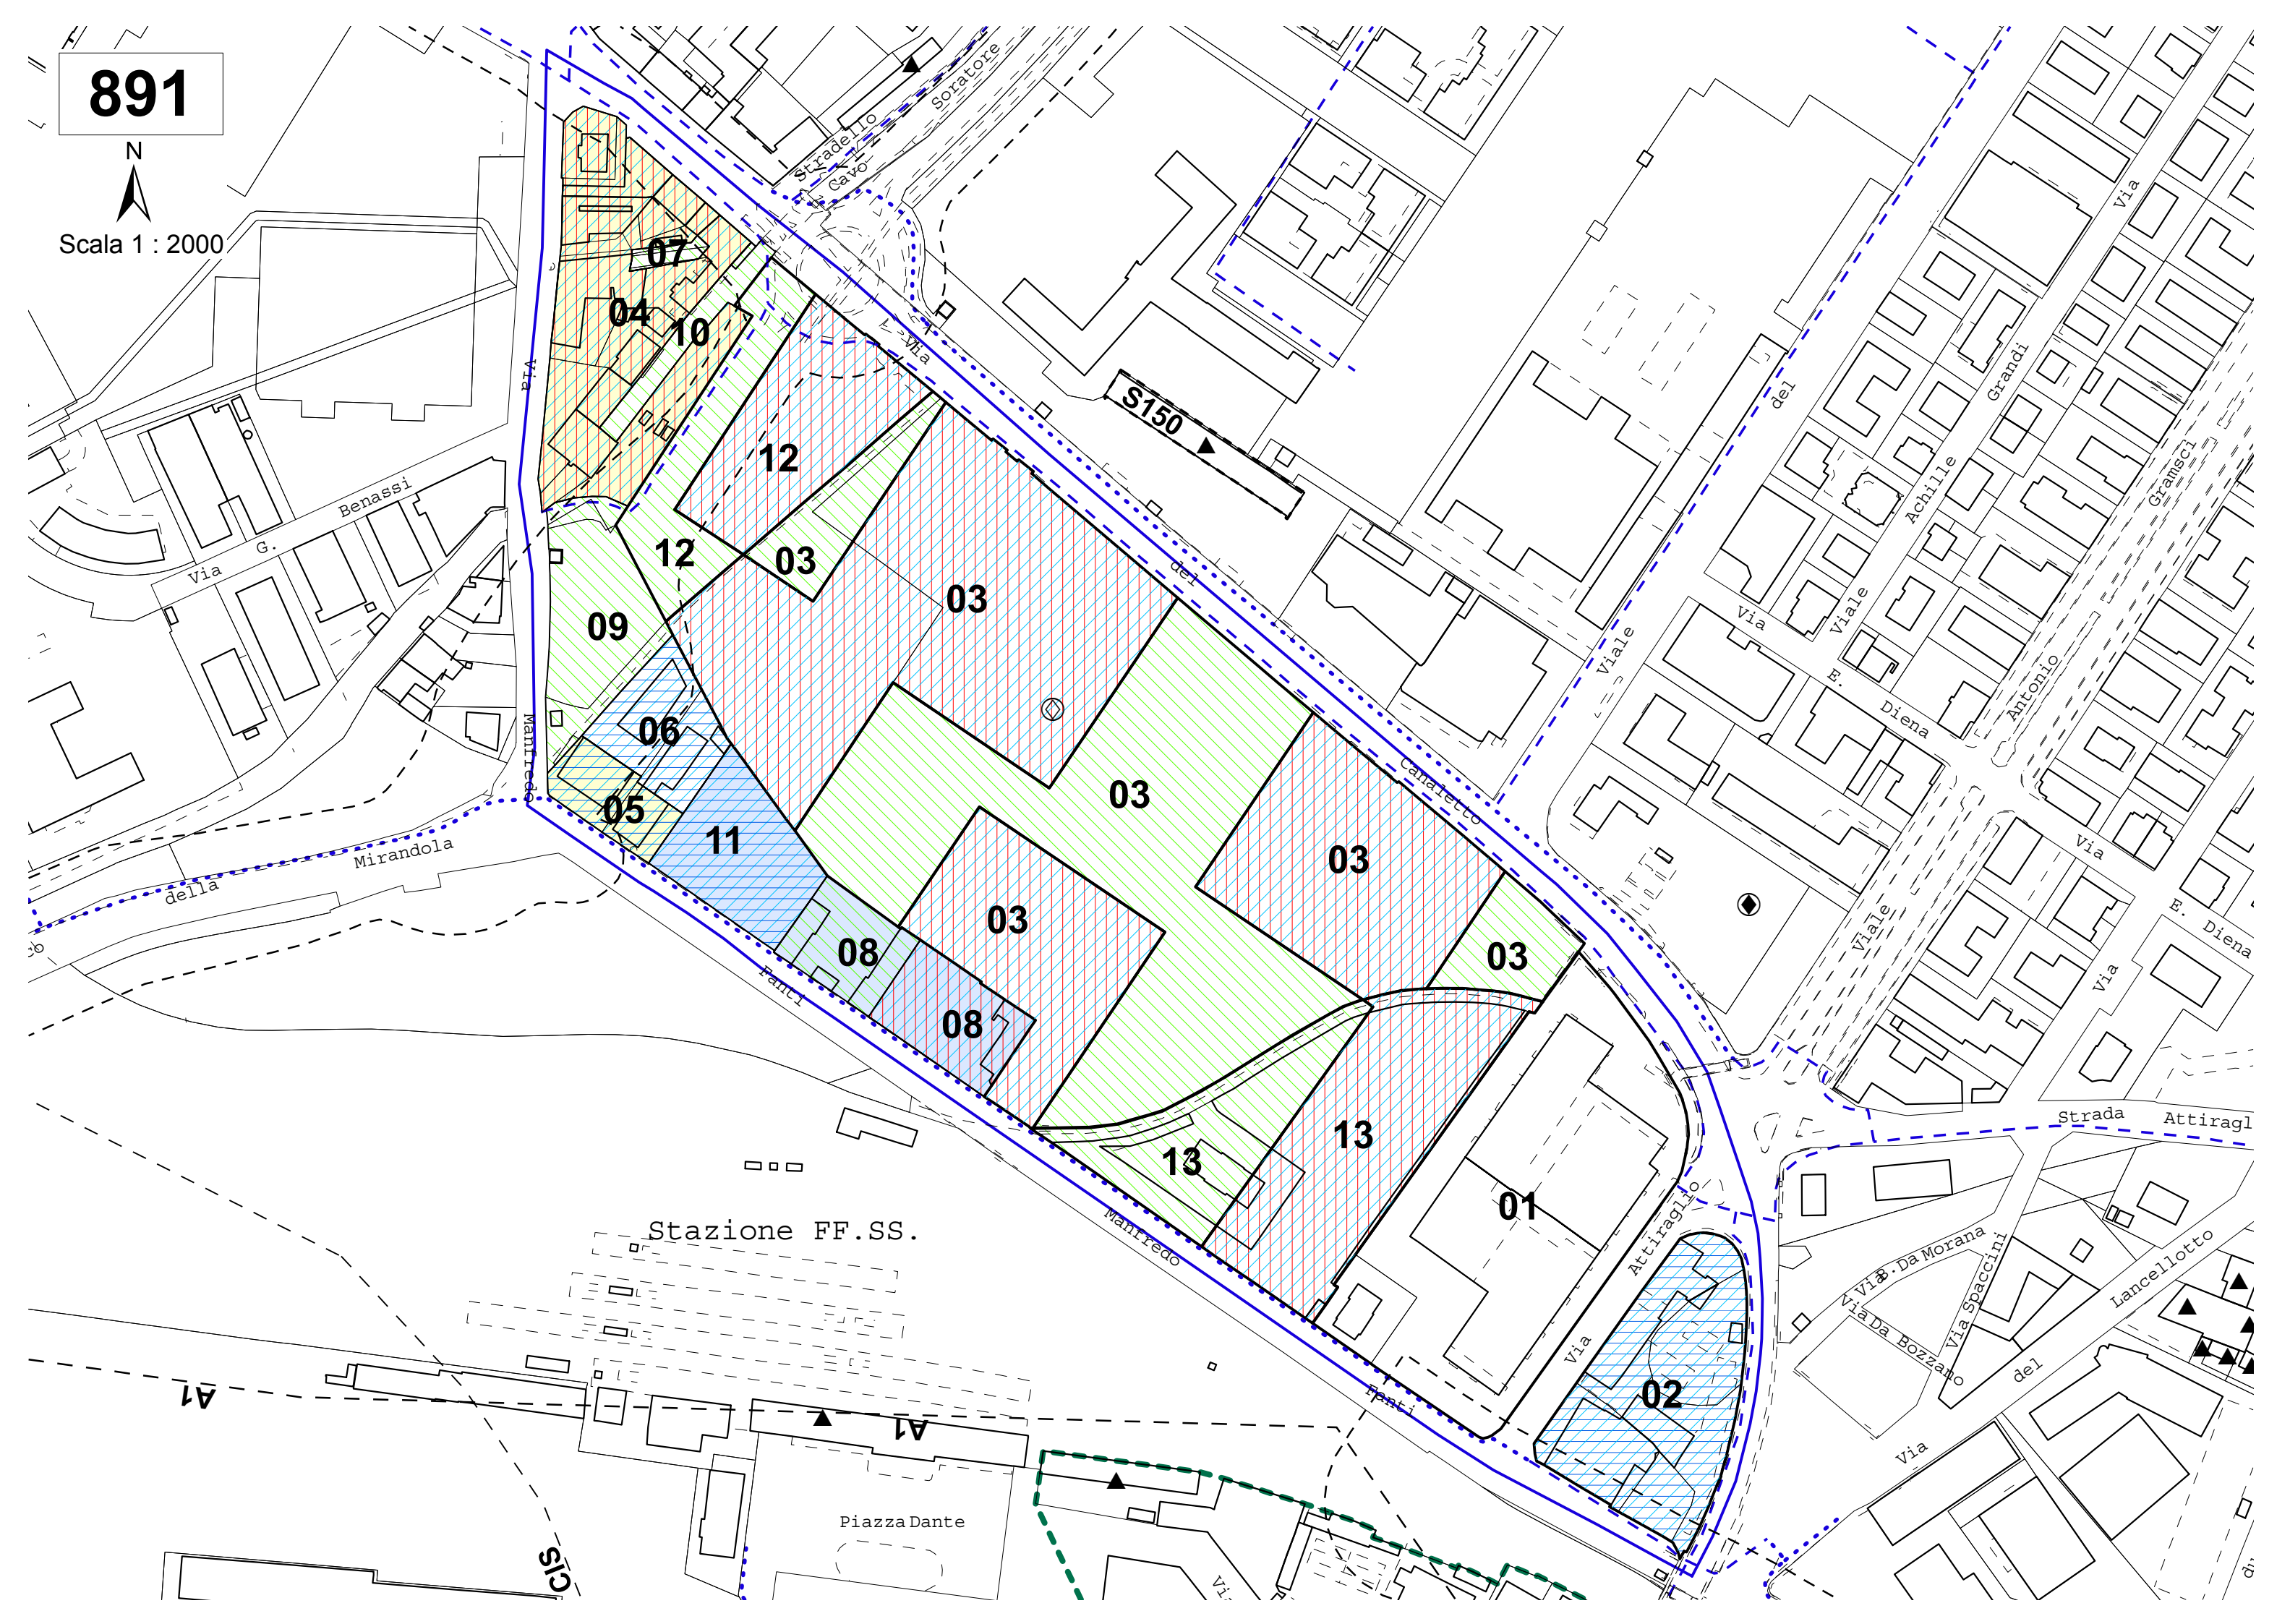 891
N
Scala 1 : 2000
Stradello
Soratore
Cavo
Via
07
04
10
Via
S150
12
12
03
03
09
06
05
11
08
08
03
03
03
03
13
13
01
02
Via
G.
Benassi
Manfredo
della
Mirandola
Fanti
Manfredo
Fanti
del
Canaletto
Viale
del
Via
Grandi
Achille
Viale
Via
E.
Diena
Antonio
Gramsci
Viale
Via
E. Diena
Via
Strada
Attiragl
Attiraglio
Via
Via
B. Da Morana
Via Spaccini
Via Da Bozzano
Via
del
Lancellotto
Stazione FF.SS.
A1
A1
CIS
Piazza Dante